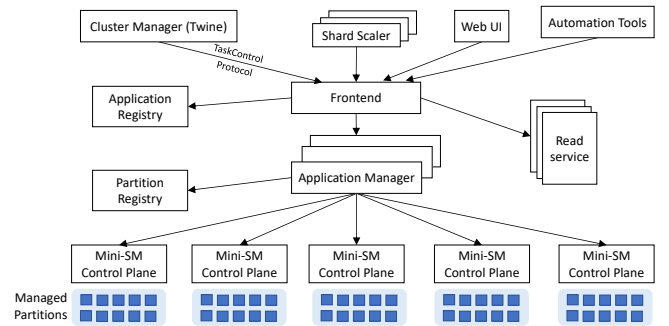 Cluster Manager (Twine)
Shard Scaler
Web UI
Automation Tools
TaskControl
Protocol
Application
Registry
Frontend
Read
service
Partition
Registry
Application Manager
Mini-SM
Control Plane
Mini-SM
Control Plane
Mini-SM
Control Plane
Mini-SM
Control Plane
Mini-SM
Control Plane
Managed
Partitions